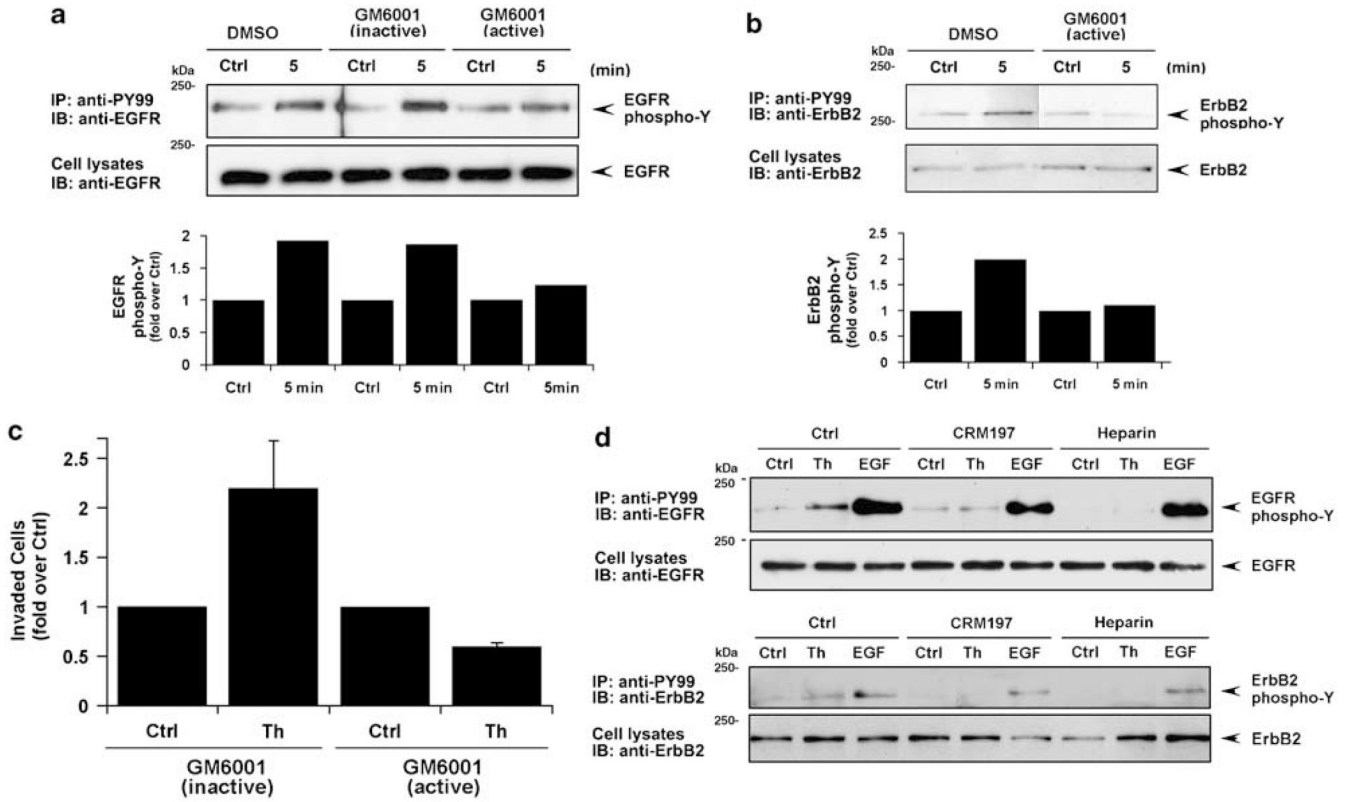 a
DMSO
GM6001
(inactive)
GM6001
(active)
kDa
Ctrl 5 Ctrl 5 Ctrl 5 (min)
250-
IP: anti-PY99
IB: anti-EGFR
EGFR
phospho-Y
250-
Cell lysates
IB: anti-EGFR
EGFR
EGFR
phospho-Y
(fold over Ctrl)
2
1.5
1
0.5
0
Ctrl 5 min Ctrl 5 min Ctrl 5min
b
DMSO
GM6001
(active)
kDa
250-
Ctrl 5 Ctrl 5 (min)
IP: anti-PY99
IB: anti-ErbB2
250-
ErbB2
phospho-Y
Cell lysates
IB: anti-ErbB2
ErbB2
ErbB2
phospho-Y
(fold over Ctrl)
2.5
2
1.5
1
0.5
0
Ctrl 5 min Ctrl 5 min
c
Invaded Cells
(fold over Ctrl)
2.5
2
1.5
1
0.5
0
Ctrl Th Ctrl Th
GM6001
(inactive)
GM6001
(active)
d
Ctrl CRM197 Heparin
kDa
Ctrl Th EGF Ctrl Th EGF Ctrl Th EGF
250
IP: anti-PY99
IB: anti-EGFR
EGFR
phospho-Y
250
Cell lysates
IB: anti-EGFR
EGFR
Ctrl CRM197 Heparin
kDa
Ctrl Th EGF Ctrl Th EGF Ctrl Th EGF
250-
IP: anti-PY99
IB: anti-ErbB2
ErbB2
phospho-Y
250-
Cell lysates
IB: anti-ErbB2
ErbB2